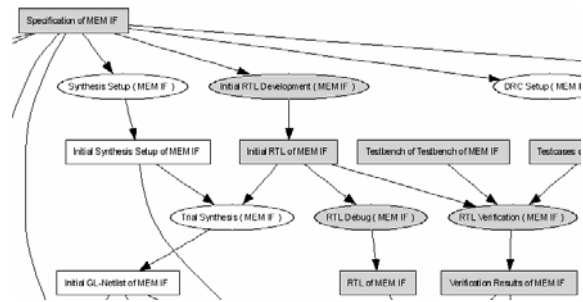 Specification of MEM IF
Synthesis Setup ( MEM IF )
Initial RTL Development ( MEM IF )
DRC Setup ( MEM IF
Initial Synthesis Setup of MEM IF
Initial RTL of MEM IF
Testbench of Testbench of MEM IF
Testcases o
Trial Synthesis ( MEM IF )
RTL Debug ( MEM IF )
RTL Verification ( MEM IF )
Initial GL-Netlist of MEM IF
RTL of MEM IF
Verification Results of MEM IF